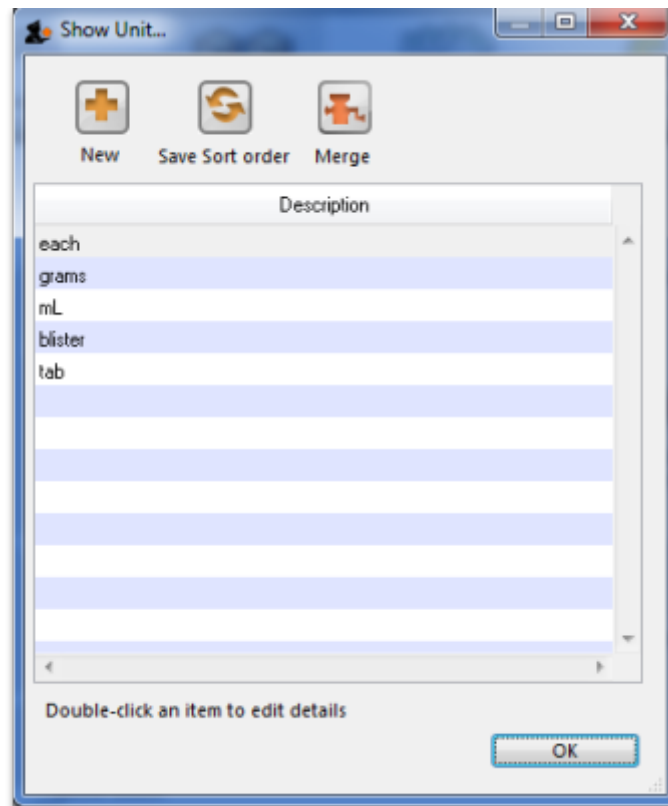 Show Unit...
New Save Sort order Merge
Description
each
grams
mL
blister
tab
Double-click an item to edit details
OK